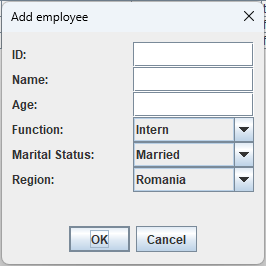 Add employee
ID:
Name:
Age:
Function: Intern
Marital Status: Married
Region: Romania
OK Cancel